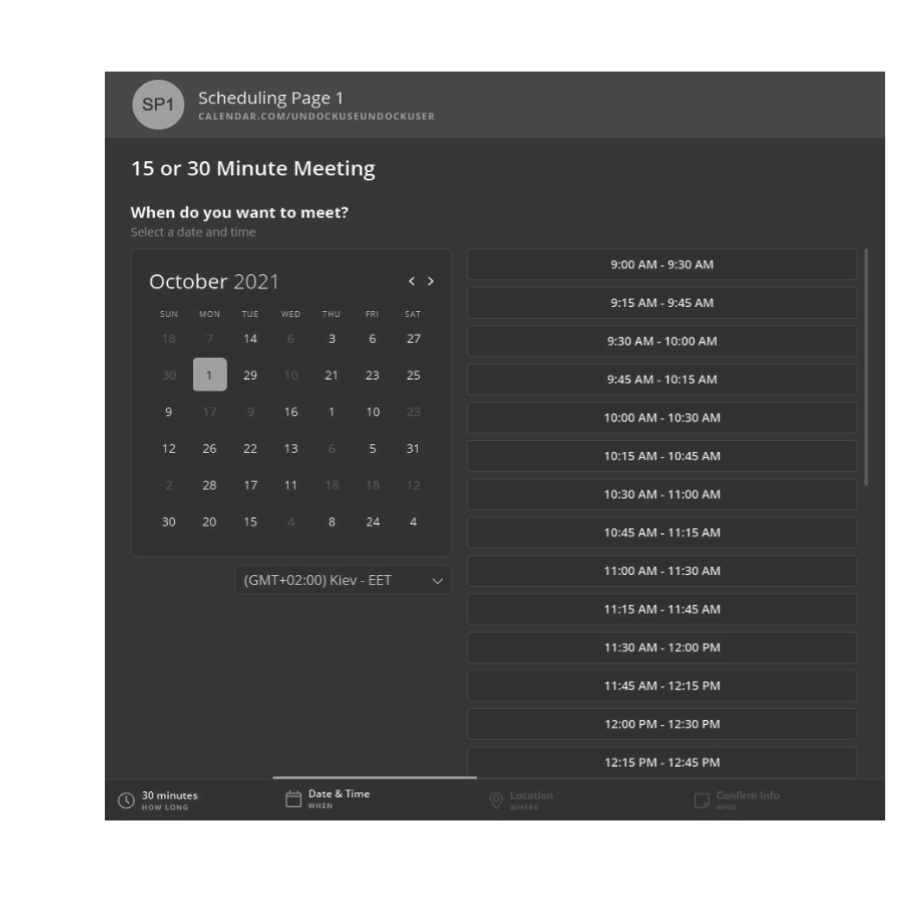 SP1
Scheduling Page 1
CALENDAR.COM/UNDOCKUSEUNDOCKUSER
15 or 30 Minute Meeting
When do you want to meet?
Select a date and time
October 2021
SUN MON TUE WED THU FRI SAT
18 7 14 6 3 6 27
30 1 29 10 21 23 25
9 17 9 16 1 10 23
12 26 22 13 6 5 31
2 28 17 11 18 18 12
30 20 15 4 8 24 4
(GMT+02:00) Kiev - EET
9:00 AM - 9:30 AM
9:15 AM - 9:45 AM
9:30 AM - 10:00 AM
9:45 AM - 10:15 AM
10:00 AM - 10:30 AM
10:15 AM - 10:45 AM
10:30 AM - 11:00 AM
10:45 AM - 11:15 AM
11:00 AM - 11:30 AM
11:15 AM - 11:45 AM
11:30 AM - 12:00 PM
11:45 AM - 12:15 PM
12:00 PM - 12:30 PM
12:15 PM - 12:45 PM
30 minutes
HOW LONG
Date & Time
WHEN
Location
WHERE
Confirm Info
WHO